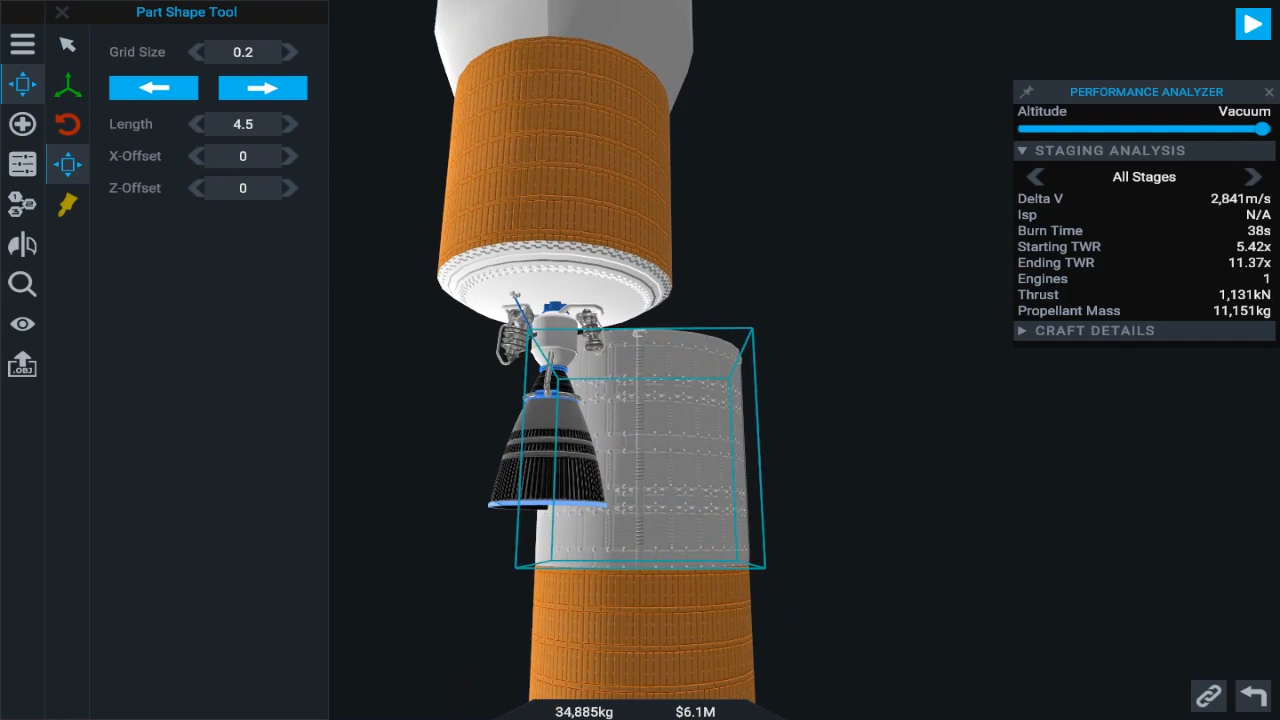 Part Shape Tool
Grid Size 0.2
Length 4.5
X-Offset 0
Z-Offset 0
.OBJ
PERFORMANCE ANALYZER
Altitude Vacuum
STAGING ANALYSIS
All Stages
Delta V 2,841m/s
Isp N/A
Burn Time 38s
Starting TWR 5.42x
Ending TWR 11.37x
Engines 1
Thrust 1,131kN
Propellant Mass 11,151kg
CRAFT DETAILS
34,885kg $6.1M